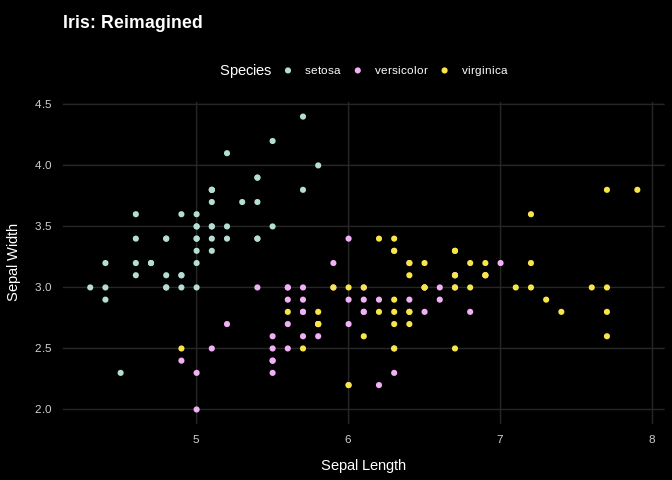 Iris: Reimagined
Species setosa versicolor virginica
4.5
4.0
3.5
3.0
2.5
2.0
Sepal Width
5 6 7 8
Sepal Length